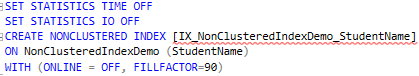 SET STATISTICS TIME OFF
SET STATISTICS IO OFF
CREATE NONCLUSTERED INDEX [IX_NonClusteredIndexDemo_StudentName]
ON NonClusteredIndexDemo (StudentName)
WITH (ONLINE = OFF, FILLFACTOR=90)